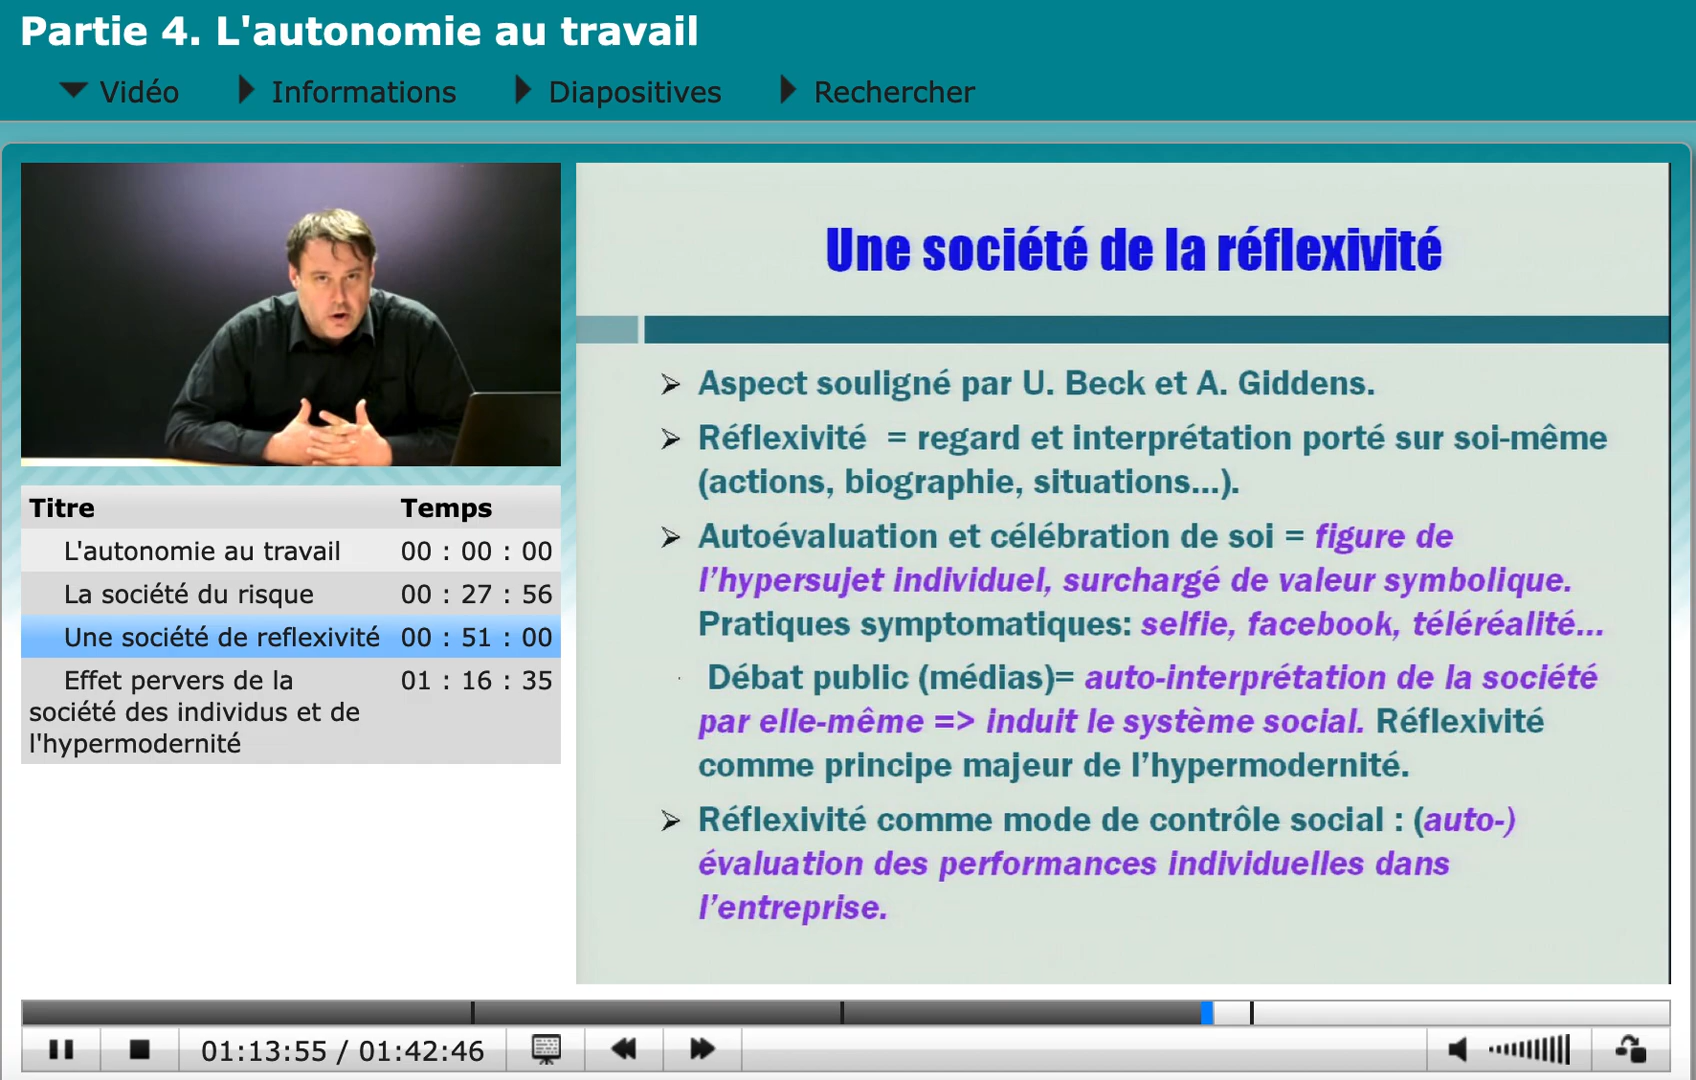 Partie 4. L'autonomie au travail
Vidéo Informations Diapositives Rechercher
Titre Temps
L'autonomie au travail 00 : 00 : 00
La société du risque 00 : 27 : 56
Une société de reflexivité 00 : 51 : 00
Effet pervers de la 01 : 16 : 35
société des individus et de
l'hypermodernité
Une société de la réflexivité
Aspect souligné par U. Beck et A. Giddens.
Réflexivité = regard et interprétation porté sur soi-même
(actions, biographie, situations...).
Autoévaluation et célébration de soi = figure de
l'hypersujet individuel, surchargé de valeur symbolique.
Pratiques symptomatiques: selfie, facebook, téléréalité...
Débat public (médias)= auto-interprétation de la société
par elle-même => induit le système social. Réflexivité
comme principe majeur de l'hypermodernité.
Réflexivité comme mode de contrôle social : (auto-)
évaluation des performances individuelles dans
l'entreprise.
01:13:55 / 01:42:46